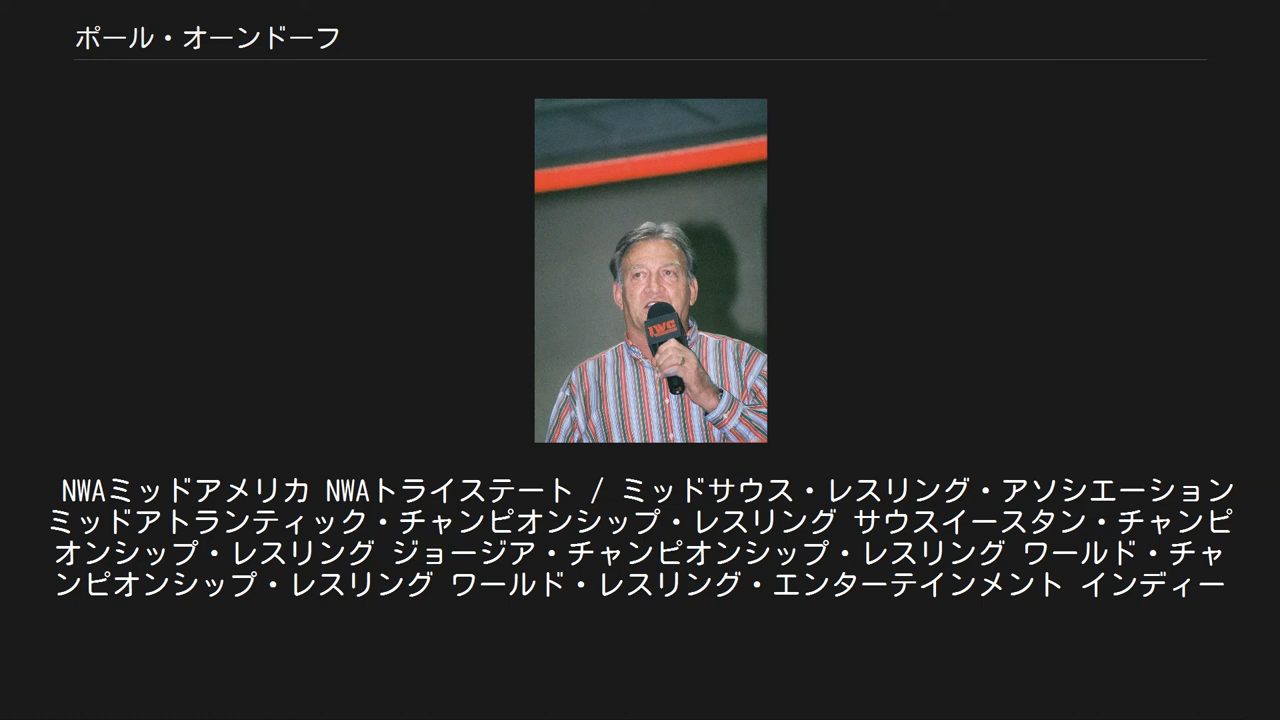 ポール・オーンドーフ
IWC
NWAミッドアメリカ NWAトライステート / ミッドサウス・レスリング・アソシエーション
ミッドアトランティック・チャンピオンシップ・レスリング サウスイースタン・チャンピ
オンシップ・レスリング ジョージア・チャンピオンシップ・レスリング ワールド・チャ
ンピオンシップ・レスリング ワールド・レスリング・エンターテインメント インディー